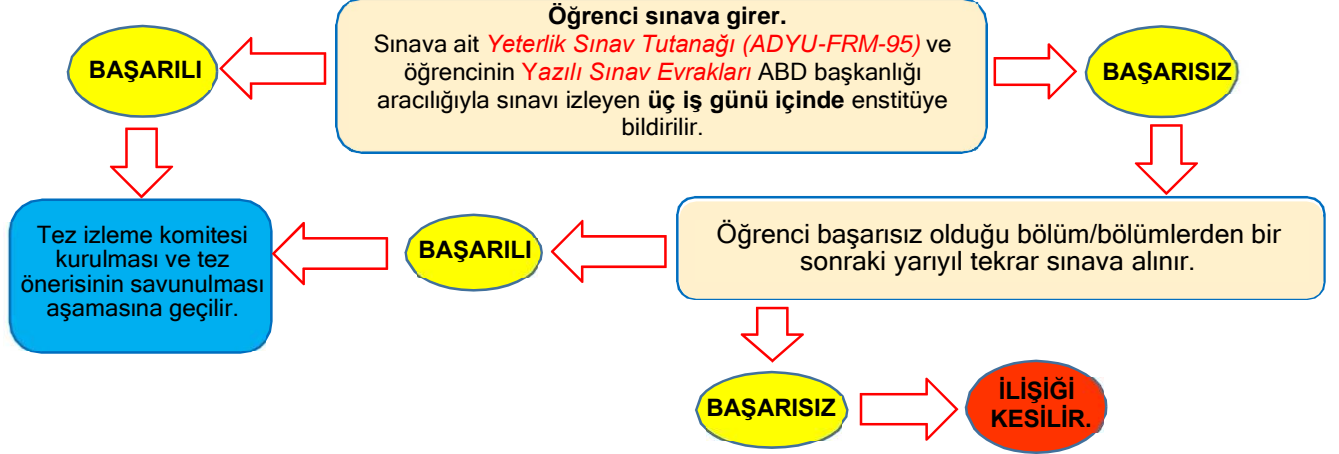 Öğrenci sınava girer.
Sınava ait Yeterlik Sınav Tutanağı (ADYU-FRM-95) ve
öğrencinin Yazılı Sınav Evrakları ABD başkanlığı
aracılığıyla sınavı izleyen üç iş günü içinde enstitüye
bildirilir.
BAŞARILI
BAŞARISIZ
Tez izleme komitesi
kurulması ve tez
önerisinin savunulması
aşamasına geçilir.
BAŞARILI
Öğrenci başarısız olduğu bölüm/bölümlerden bir
sonraki yarıyıl tekrar sınava alınır.
BAŞARISIZ
İLİŞİĞİ
KESİLİR.